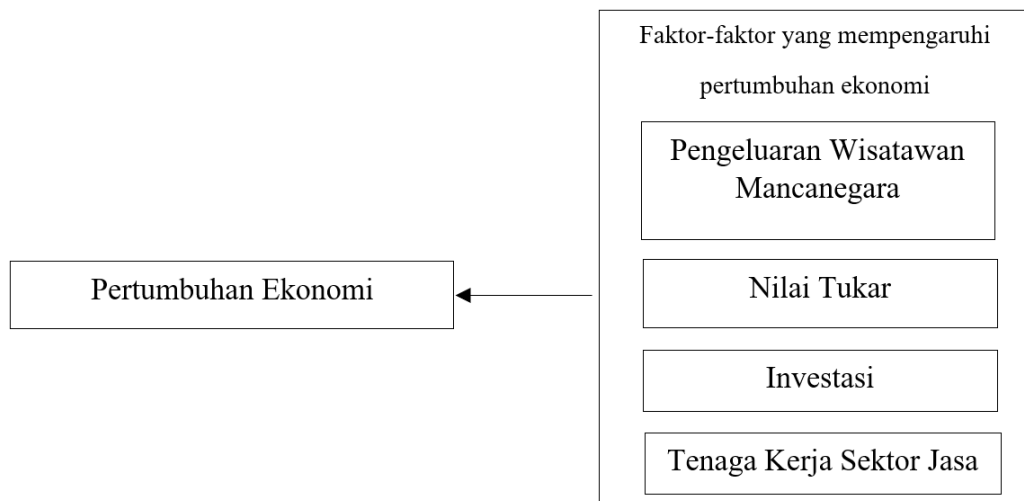 Faktor-faktor yang mempengaruhi
pertumbuhan ekonomi
Pengeluaran Wisatawan
Mancanegara
Pertumbuhan Ekonomi
Nilai Tukar
Investasi
Tenaga Kerja Sektor Jasa